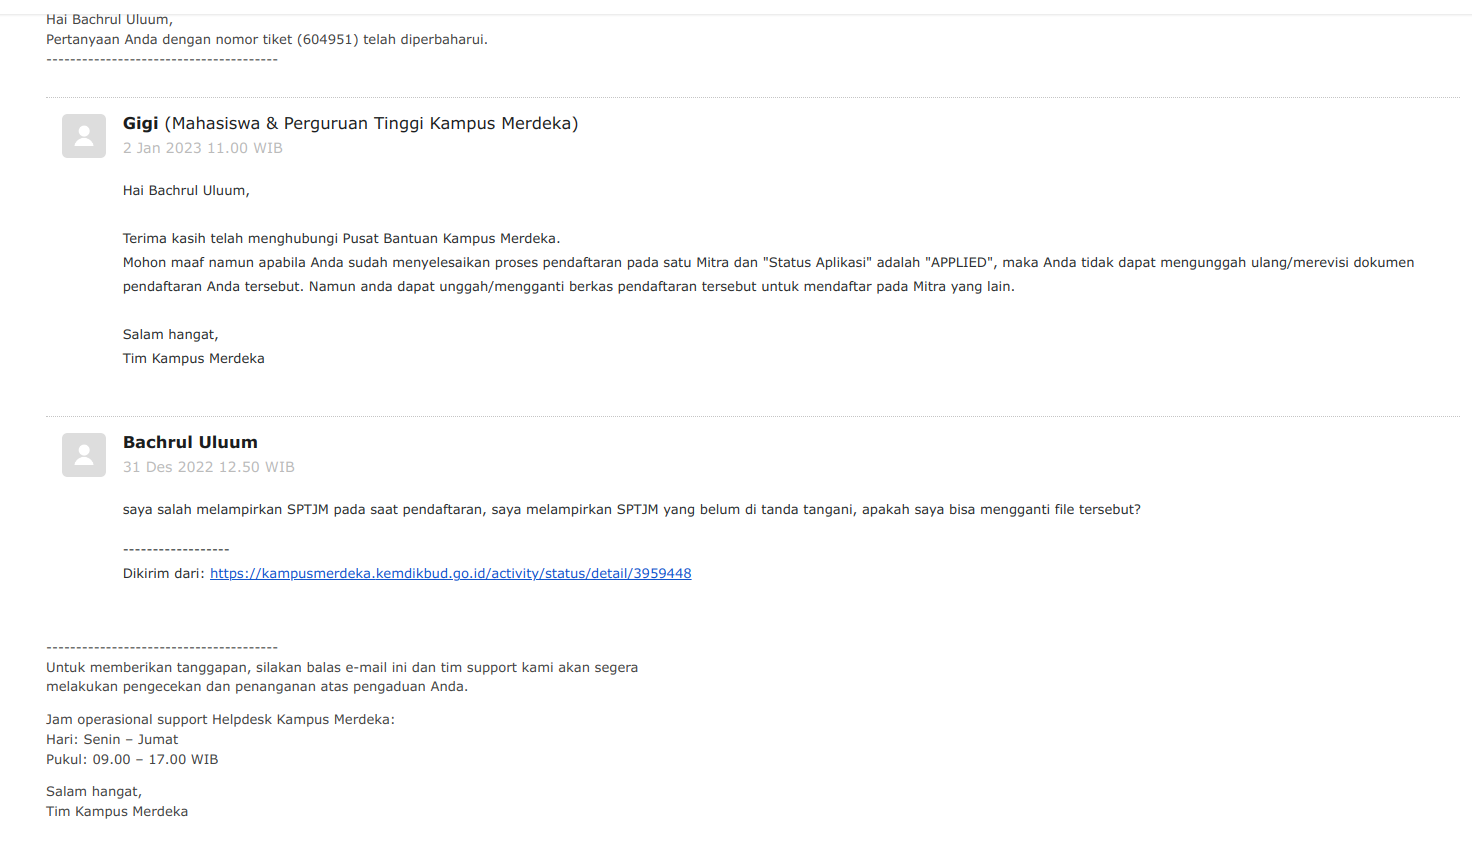 Hai Bachrul Uluum,
Pertanyaan Anda dengan nomor tiket (604951) telah diperbaharui.
---------------------------------------
Gigi (Mahasiswa & Perguruan Tinggi Kampus Merdeka)
2 Jan 2023 11.00 WIB
Hai Bachrul Uluum,
Terima kasih telah menghubungi Pusat Bantuan Kampus Merdeka.
Mohon maaf namun apabila Anda sudah menyelesaikan proses pendaftaran pada satu Mitra dan "Status Aplikasi" adalah "APPLIED", maka Anda tidak dapat mengunggah ulang/merevisi dokumen
pendaftaran Anda tersebut. Namun anda dapat unggah/mengganti berkas pendaftaran tersebut untuk mendaftar pada Mitra yang lain.
Salam hangat,
Tim Kampus Merdeka
Bachrul Uluum
31 Des 2022 12.50 WIB
saya salah melampirkan SPTJM pada saat pendaftaran, saya melampirkan SPTJM yang belum di tanda tangani, apakah saya bisa mengganti file tersebut?
------------------
Dikirim dari: https://kampusmerdeka.kemdikbud.go.id/activity/status/detail/3959448
---------------------------------------
Untuk memberikan tanggapan, silakan balas e-mail ini dan tim support kami akan segera
melakukan pengecekan dan penanganan atas pengaduan Anda.
Jam operasional support Helpdesk Kampus Merdeka:
Hari: Senin – Jumat
Pukul: 09.00 – 17.00 WIB
Salam hangat,
Tim Kampus Merdeka